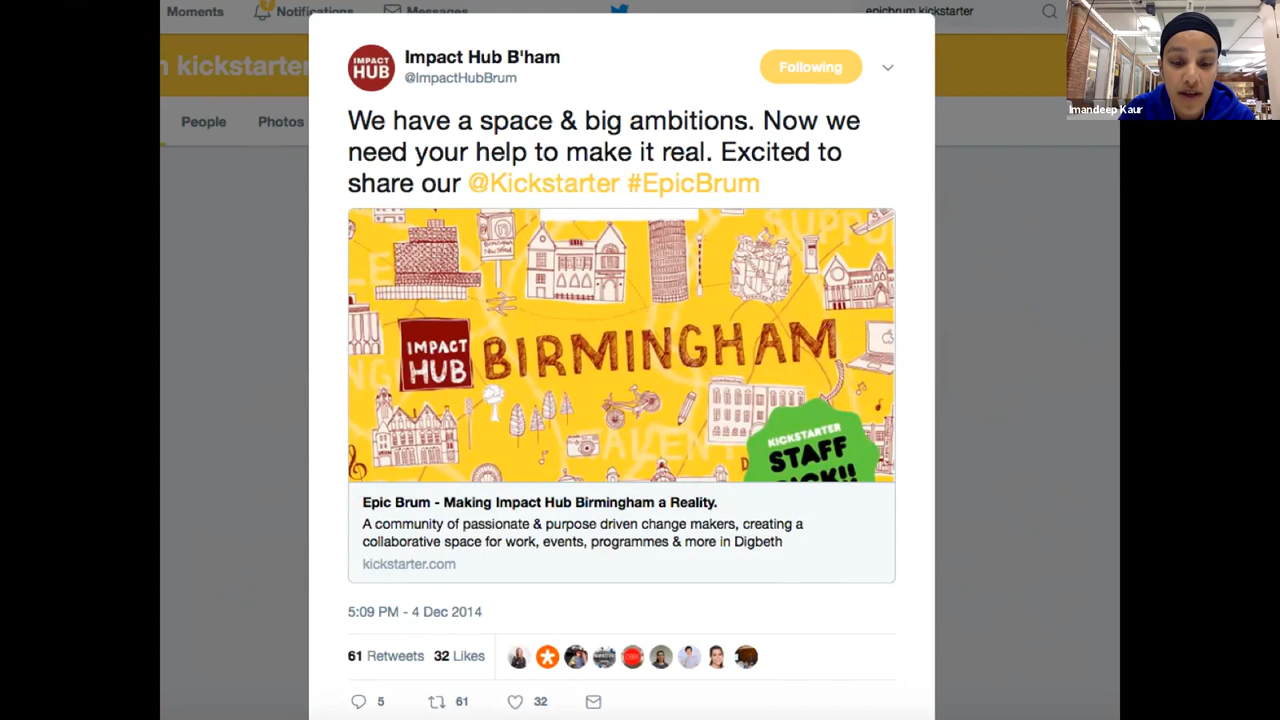 Moments
Notifications
Messages
epicbrum kickstarter
kickstarter
People
Photos
IMPACT
HUB
Impact Hub B'ham
@ImpactHubBrum
Following
We have a space & big ambitions. Now we
need your help to make it real. Excited to
share our @Kickstarter #EpicBrum
IMPACT
HUB
BIRMINGHAM
TALENT
KICKSTARTER
STAFF
PICK!!
Epic Brum - Making Impact Hub Birmingham a Reality.
A community of passionate & purpose driven change makers, creating a
collaborative space for work, events, programmes & more in Digbeth
kickstarter.com
5:09 PM - 4 Dec 2014
61 Retweets 32 Likes
5 61 32
Imandeep Kaur